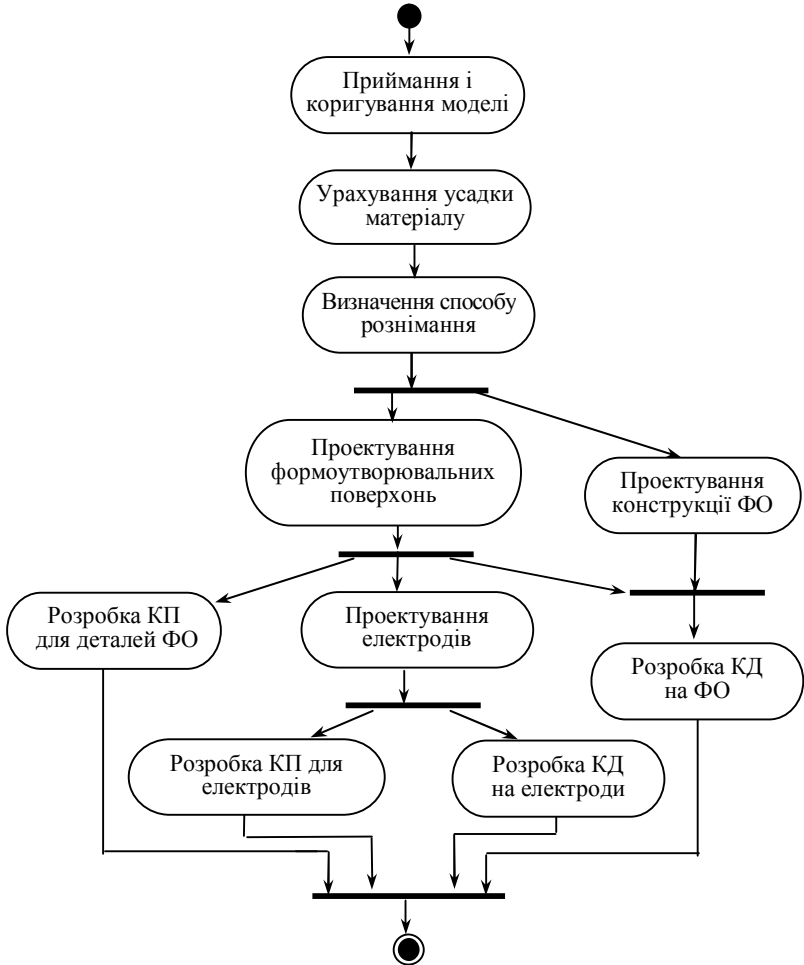 Приймання і
коригування моделі
Урахування усадки
матеріалу
Визначення способу
рознімання
Проектування
формоутворювальних
поверхонь
Проектування
конструкції ФО
Розробка КП
для деталей ФО
Проектування
електродів
Розробка КД
на ФО
Розробка КП для
електродів
Розробка КД
на електроди